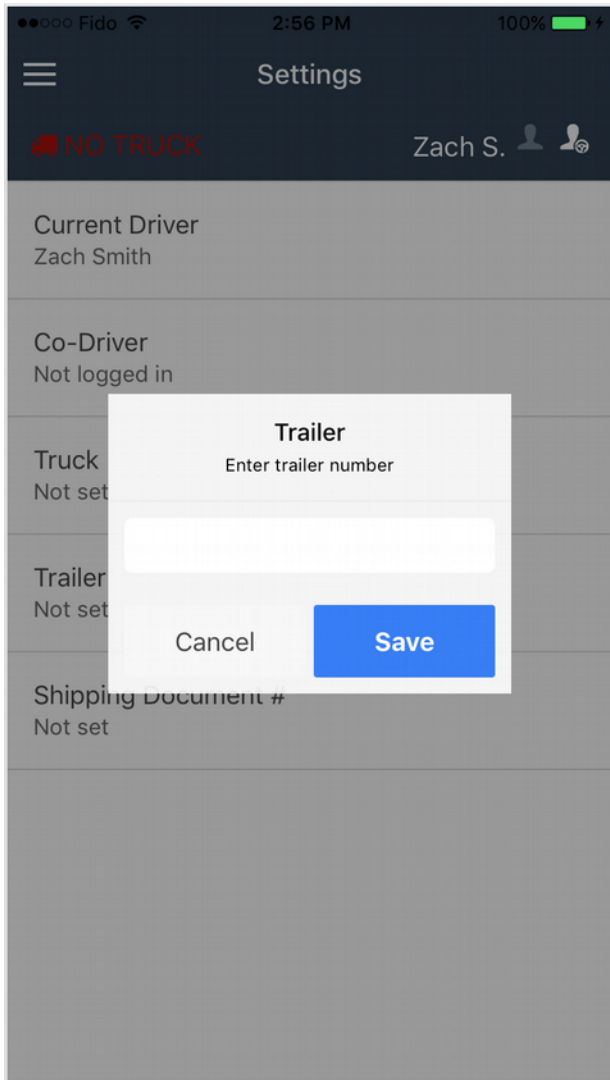 Fido 2:56 PM 100%
Settings
NO TRUCK Zach S.
Current Driver
Zach Smith
Co-Driver
Not logged in
Truck
Not set
Trailer
Not set
Shipping Document #
Not set
Trailer
Enter trailer number
Cancel Save